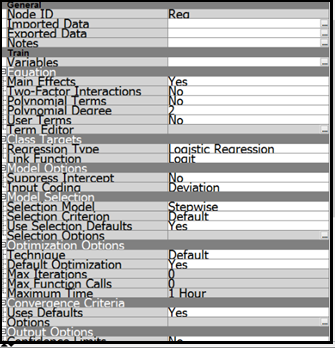 General
Node ID Reg
Imported Data
Exported Data
Notes
Train
Variables
Equation
Main Effects Yes
Two-Factor Interactions No
Polynomial Terms No
Polynomial Degree 2
User Terms No
Term Editor
Class Targets
Regression Type Logistic Regression
Link Function Logit
Model Options
Suppress Intercept No
Input Coding Deviation
Model Selection
Selection Model Stepwise
Selection Criterion Default
Use Selection Defaults Yes
Selection Options
Optimization Options
Technique Default
Default Optimization Yes
Max Iterations 0
Max Function Calls 0
Maximum Time 1 Hour
Convergence Criteria
Uses Defaults Yes
Options
Output Options
Confidence Limits No